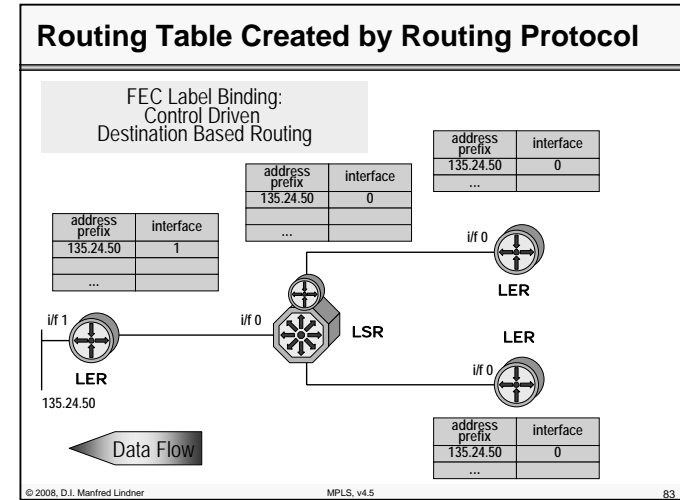 Routing Table Created by Routing Protocol
FEC Label Binding:
Control Driven
Destination Based Routing
address prefix interface
135.24.50 0
...
address prefix interface
135.24.50 0
...
address prefix interface
135.24.50 1
...
i/f 0
LER
i/f 1
i/f 0
LSR
LER
LER
i/f 0
135.24.50
address prefix interface
135.24.50 0
...
Data Flow
© 2008, D.I. Manfred Lindner
MPLS, v4.5
83